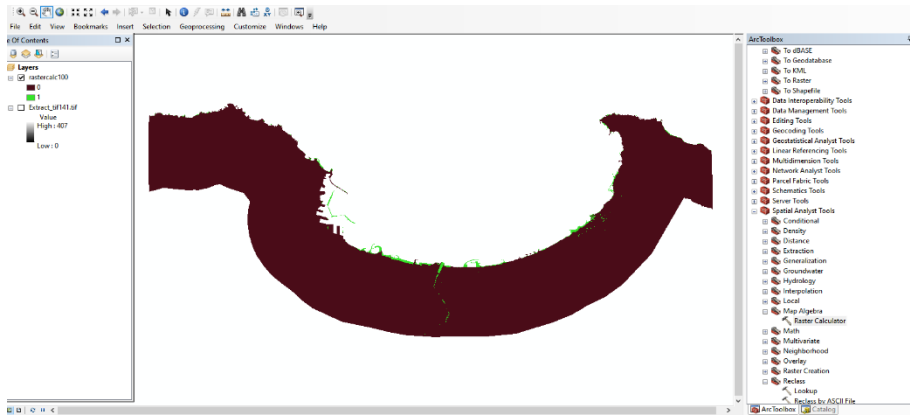 File Edit View Bookmarks Insert Selection Geoprocessing Customize Windows Help
e Of Contents
Layers
rastercalc100
0
1
Extract_tif141.tif
Value
High : 407
Low : 0
ArcToolbox
To dBASE
To Geodatabase
To KML
To Raster
To Shapefile
Data Interoperability Tools
Data Management Tools
Editing Tools
Geocoding Tools
Geostatistical Analyst Tools
Linear Referencing Tools
Multidimension Tools
Network Analyst Tools
Parcel Fabric Tools
Schematics Tools
Server Tools
Spatial Analyst Tools
Conditional
Density
Distance
Extraction
Generalization
Groundwater
Hydrology
Interpolation
Local
Map Algebra
Raster Calculator
Math
Multivariate
Neighborhood
Overlay
Raster Creation
Reclass
Lookup
Reclass by ASCII File
ArcToolbox Catalog